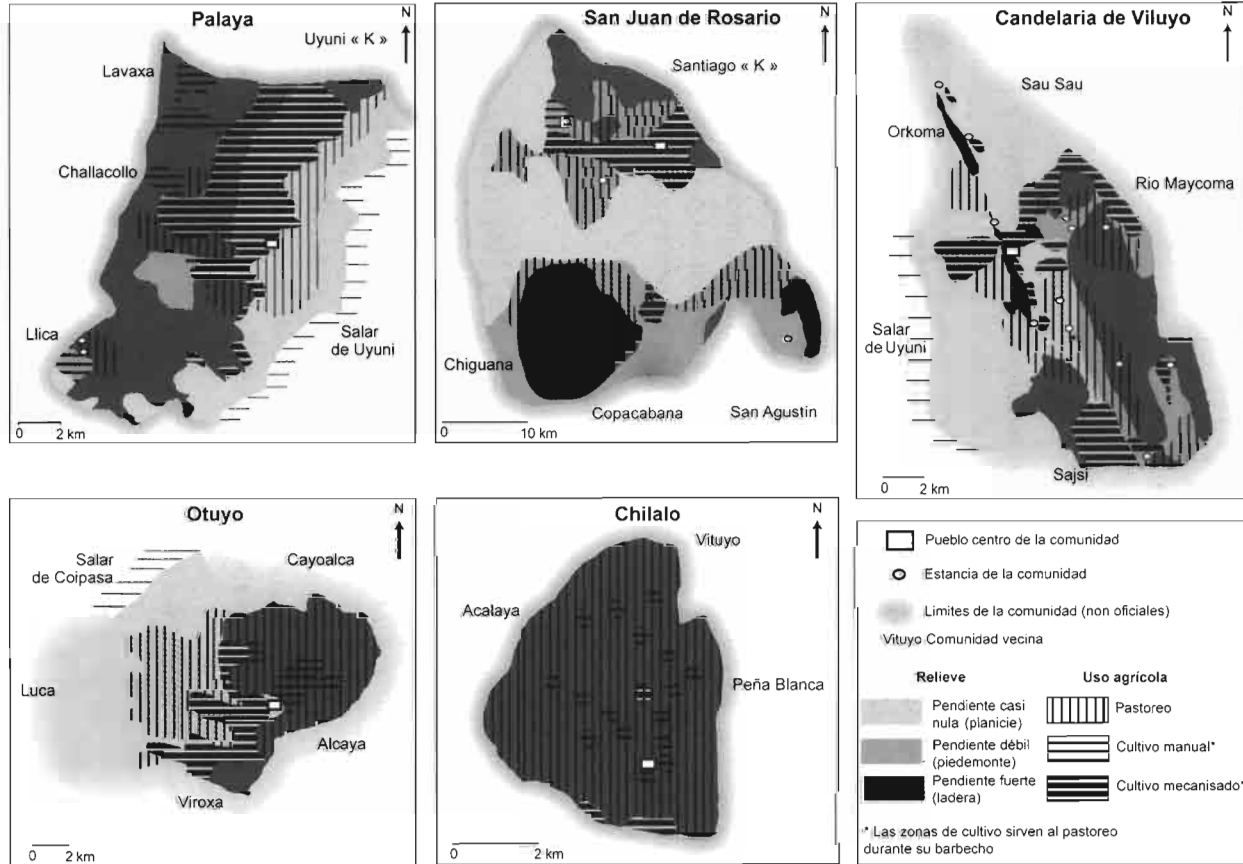 Palaya
N
Uyuni « K »
Lavaxa
Challacollo
Llica
Salar
de Uyuni
0 2 km
San Juan de Rosario
N
Santiago « K »
Chiguana
Copacabana
San Agustin
0 10 km
Candelaria de Viluyo
N
Sau Sau
Orkoma
Rio Maycoma
Salar
de Uyuni
Sajsi
0 2 km
Otuyo
N
Salar
de Coipasa
Cayoalca
Luca
Alcaya
Viroxa
0 2 km
Chilalo
N
Vituyo
Acalaya
Peña Blanca
0 2 km
Pueblo centro de la comunidad
Estancia de la comunidad
Limites de la comunidad (non oficiales)
Vituyo Comunidad vecina
Relieve
Uso agrícola
Pendiente casi
nula (planicie)
Pastoreo
Pendiente débil
(piedemonte)
Cultivo manual*
Pendiente fuerte
(ladera)
Cultivo mecanisado*
* Las zonas de cultivo sirven al pastoreo
durante su barbecho